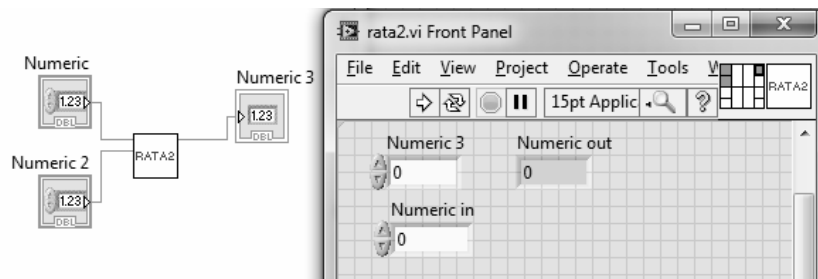 Numeric
1.23
DBL
Numeric 2
1.23
DBL
RATA2
Numeric 3
1.23
DBL
rata2.vi Front Panel
File Edit View Project Operate Tools W
15pt Applic
RATA2
Numeric 3
0
Numeric out
0
Numeric in
0